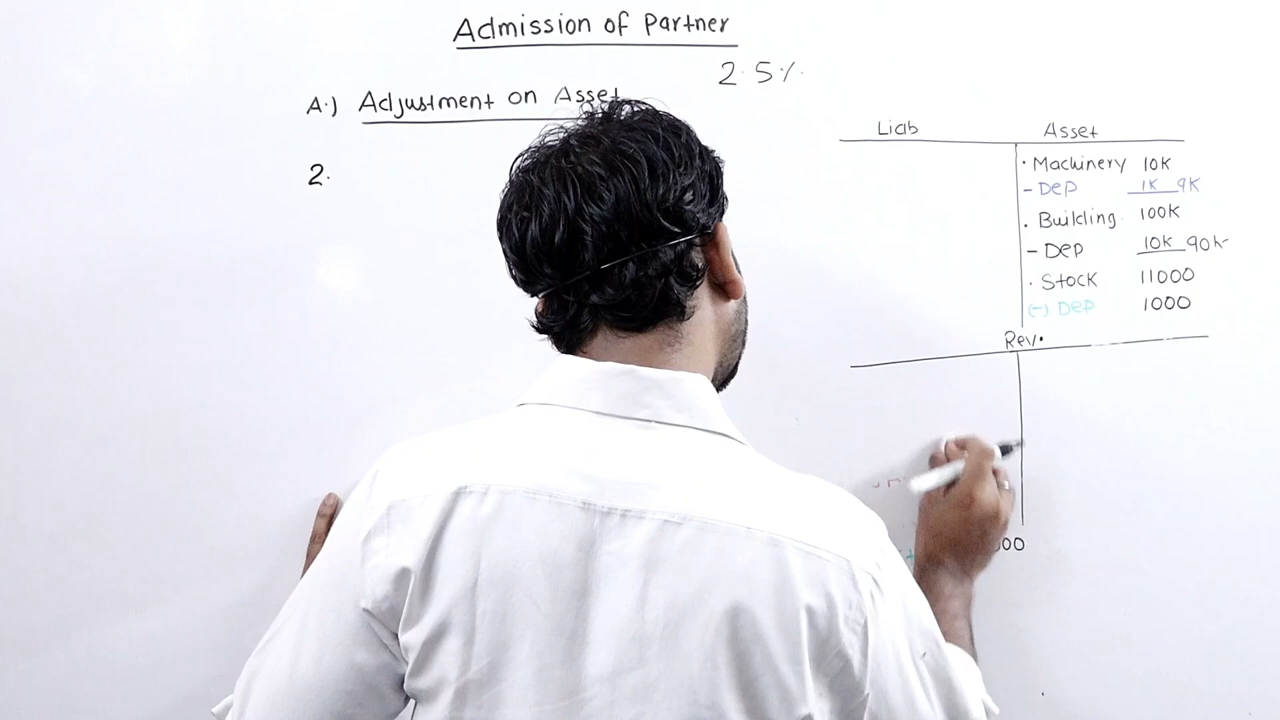 Admission of Partner
2.5%.
A.) Adjustment on Asset
2.
Liab Asset
· Machinery 10K
- Dep 1K 9K
· Building. 100K
- Dep 10K 90K
· Stock 11000
(-) Dep 1000
Rev.